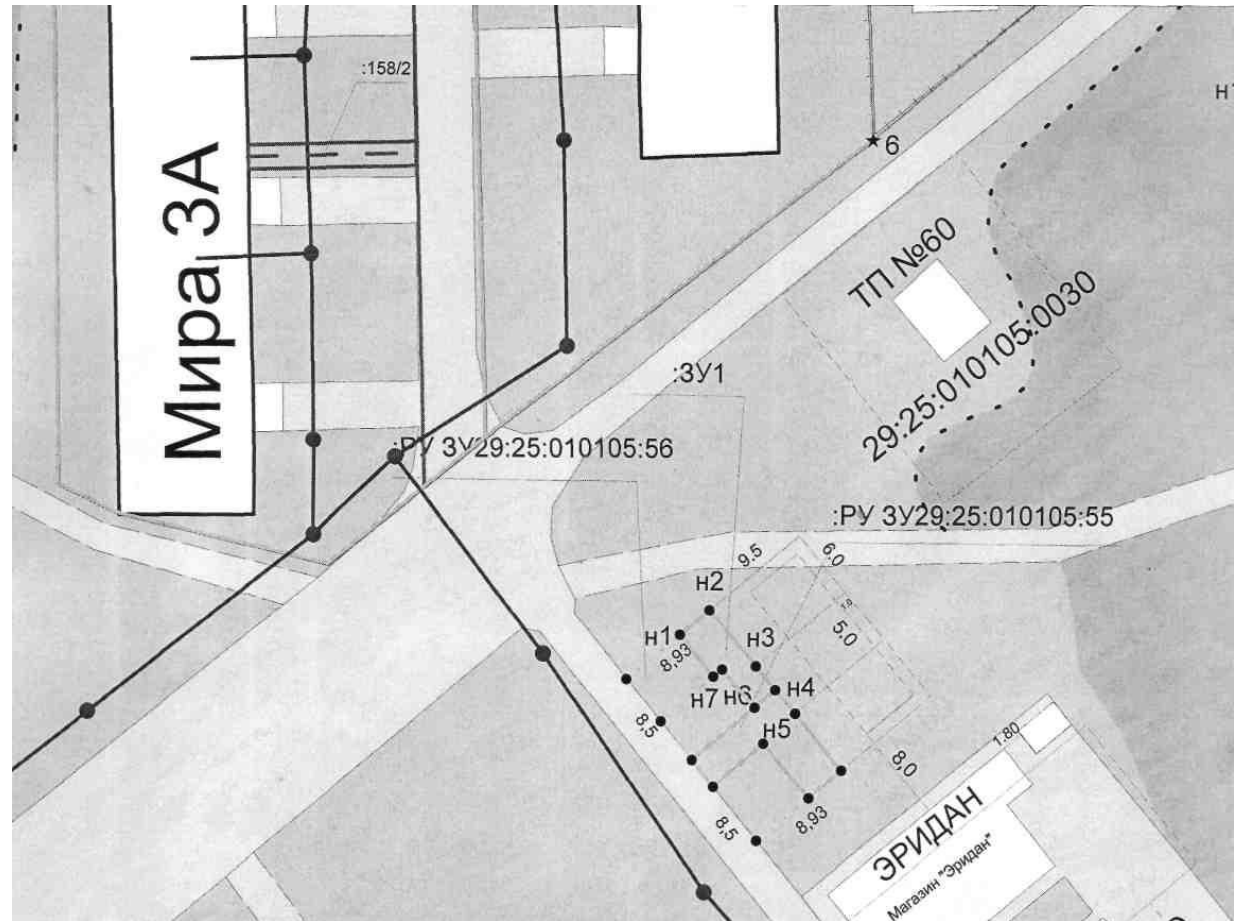 :158/2
Н
Мира 3А
6
ТП №60
29:25:010105:0030
:ЗУ1
:РУ ЗУ29:25:010105:56
:РУ ЗУ29:25:010105:55
9.5
6.0
н2
1.0
5.0
н1
8,93
н3
н7
н6
н4
8,5
н5
8,0
1.80
8,5
8,93
ЭРИДАН
Магазин "Эридан"